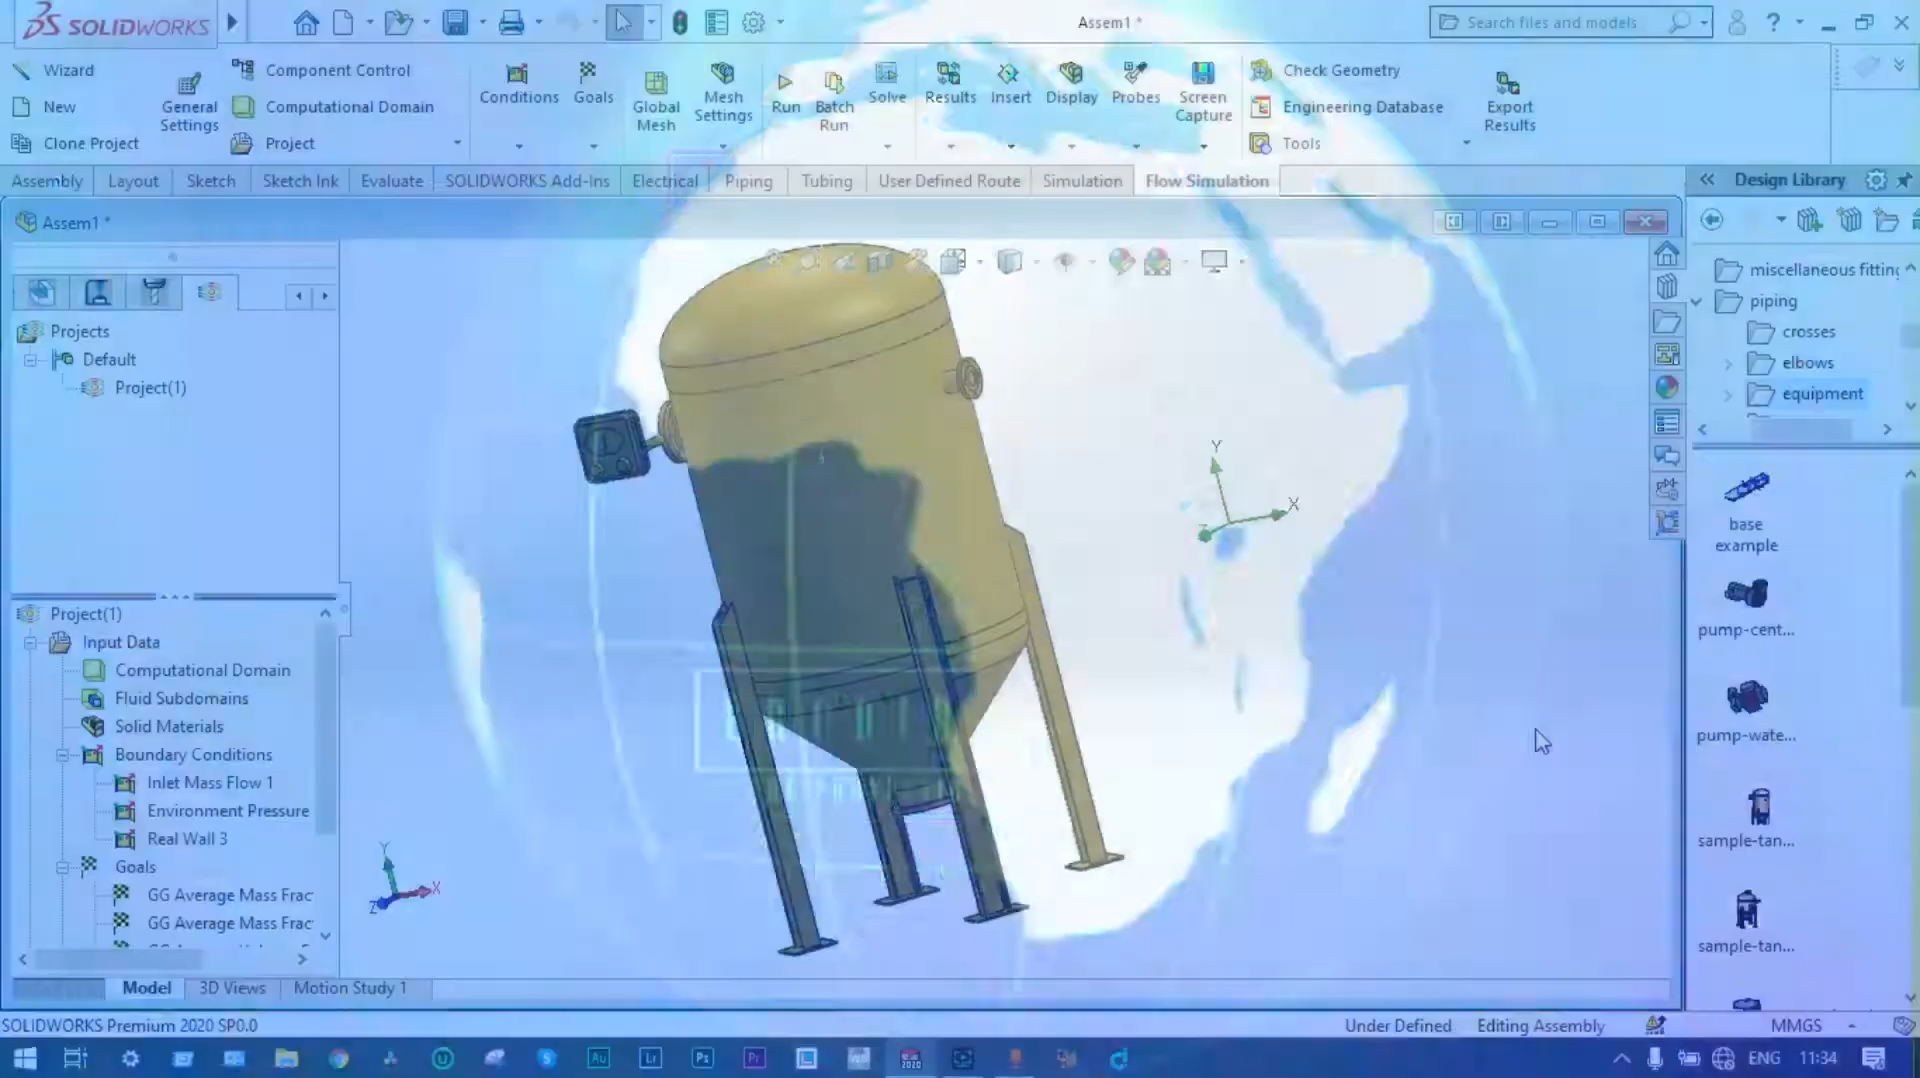 SOLIDWORKS
Assem1 *
Search files and models
Wizard
New
Clone Project
General Settings
Component Control
Computational Domain
Project
Conditions
Goals
Global Mesh
Mesh Settings
Run
Batch Run
Solve
Results
Insert
Display
Probes
Screen Capture
Check Geometry
Engineering Database
Tools
Export Results
Assembly
Layout
Sketch
Sketch Ink
Evaluate
SOLIDWORKS Add-Ins
Electrical
Piping
Tubing
User Defined Route
Simulation
Flow Simulation
Design Library
Assem1 *
Projects
Default
Project(1)
miscellaneous fitting
piping
crosses
elbows
equipment
Y
X
Z
base example
pump-cent...
pump-wate...
sample-tan...
sample-tan...
Project(1)
Input Data
Computational Domain
Fluid Subdomains
Solid Materials
Boundary Conditions
Inlet Mass Flow 1
Environment Pressure
Real Wall 3
Goals
GG Average Mass Frac
GG Average Mass Frac
Y
X
Z
Model
3D Views
Motion Study 1
SOLIDWORKS Premium 2020 SP0.0
Under Defined
Editing Assembly
MMGS
Au
Lr
Ps
Pr
2020
ENG
11:34